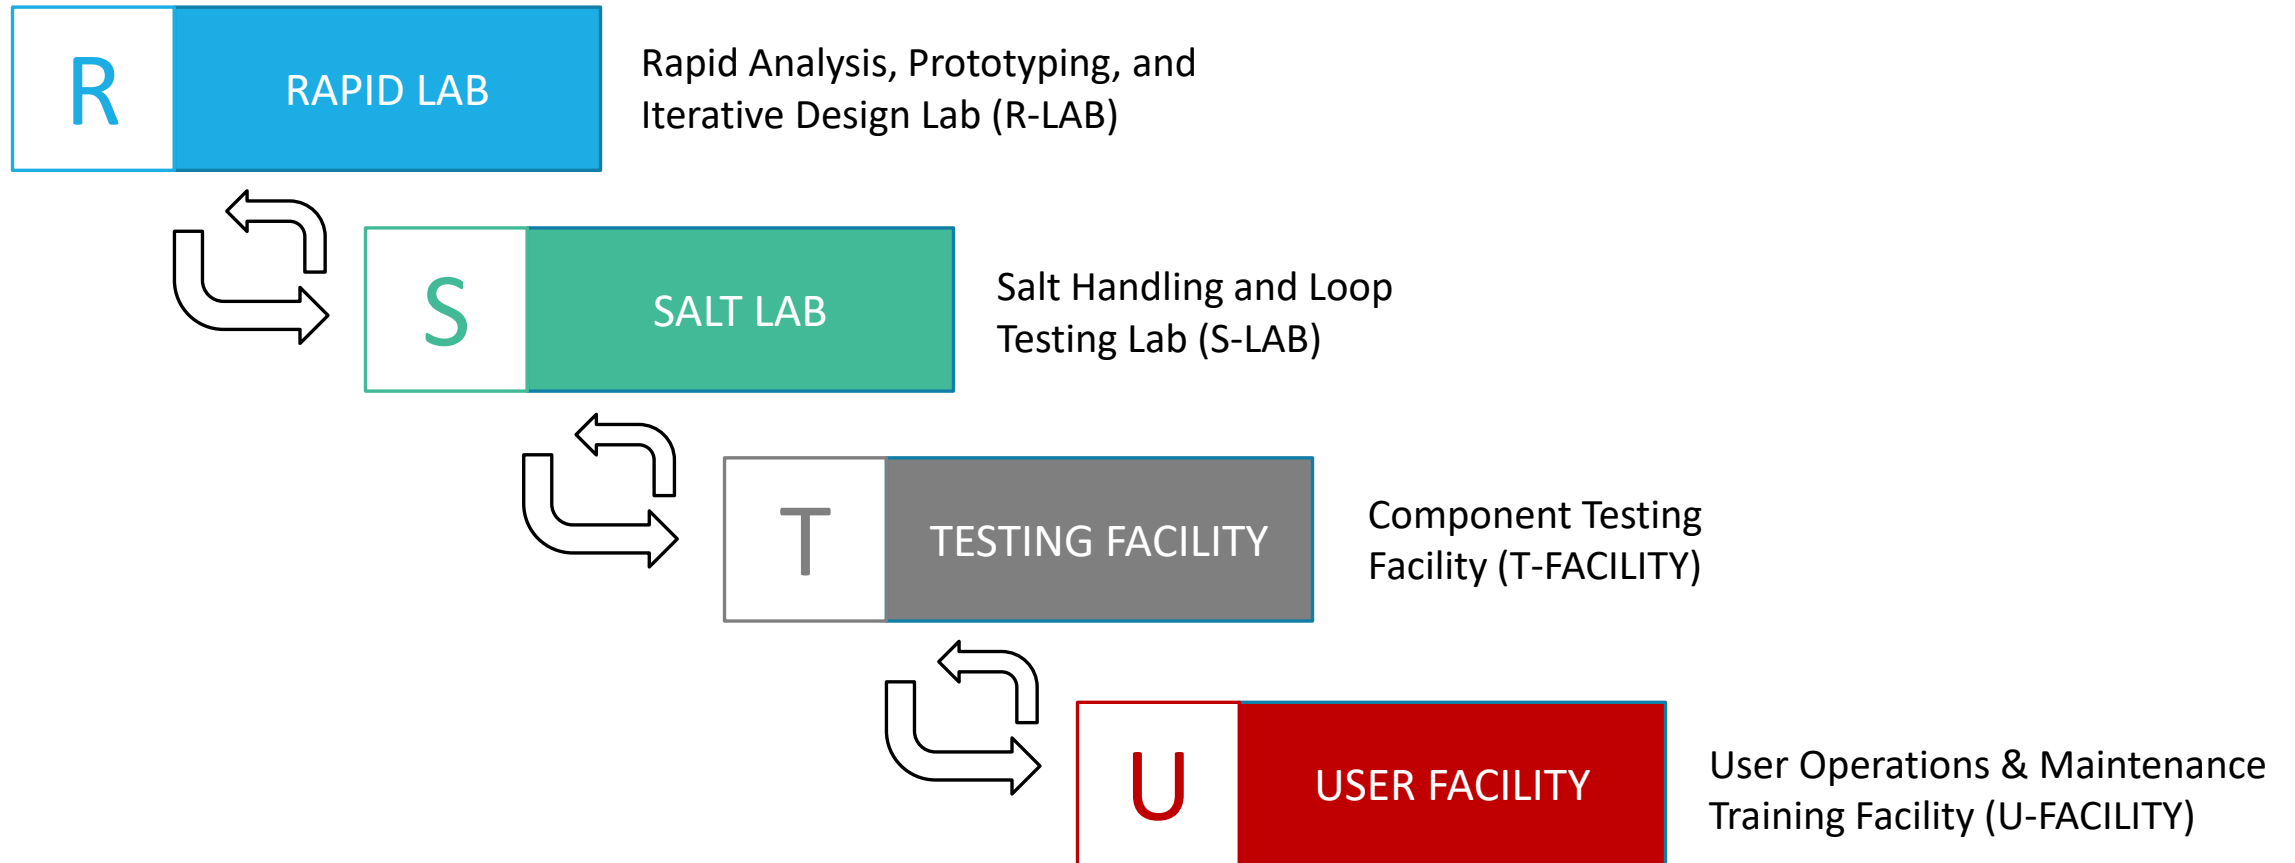 R
RAPID LAB
Rapid Analysis, Prototyping, and
Iterative Design Lab (R-LAB)
S
SALT LAB
Salt Handling and Loop
Testing Lab (S-LAB)
T
TESTING FACILITY
Component Testing
Facility (T-FACILITY)
U
USER FACILITY
User Operations & Maintenance
Training Facility (U-FACILITY)